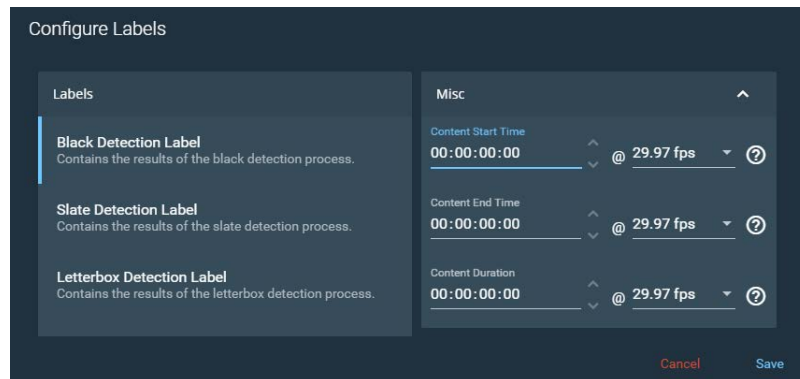 Configure Labels
Labels
Black Detection Label
Contains the results of the black detection process.
Slate Detection Label
Contains the results of the slate detection process.
Letterbox Detection Label
Contains the results of the letterbox detection process.
Misc
Content Start Time
00:00:00:00 @ 29.97 fps
Content End Time
00:00:00:00 @ 29.97 fps
Content Duration
00:00:00:00 @ 29.97 fps
Cancel Save